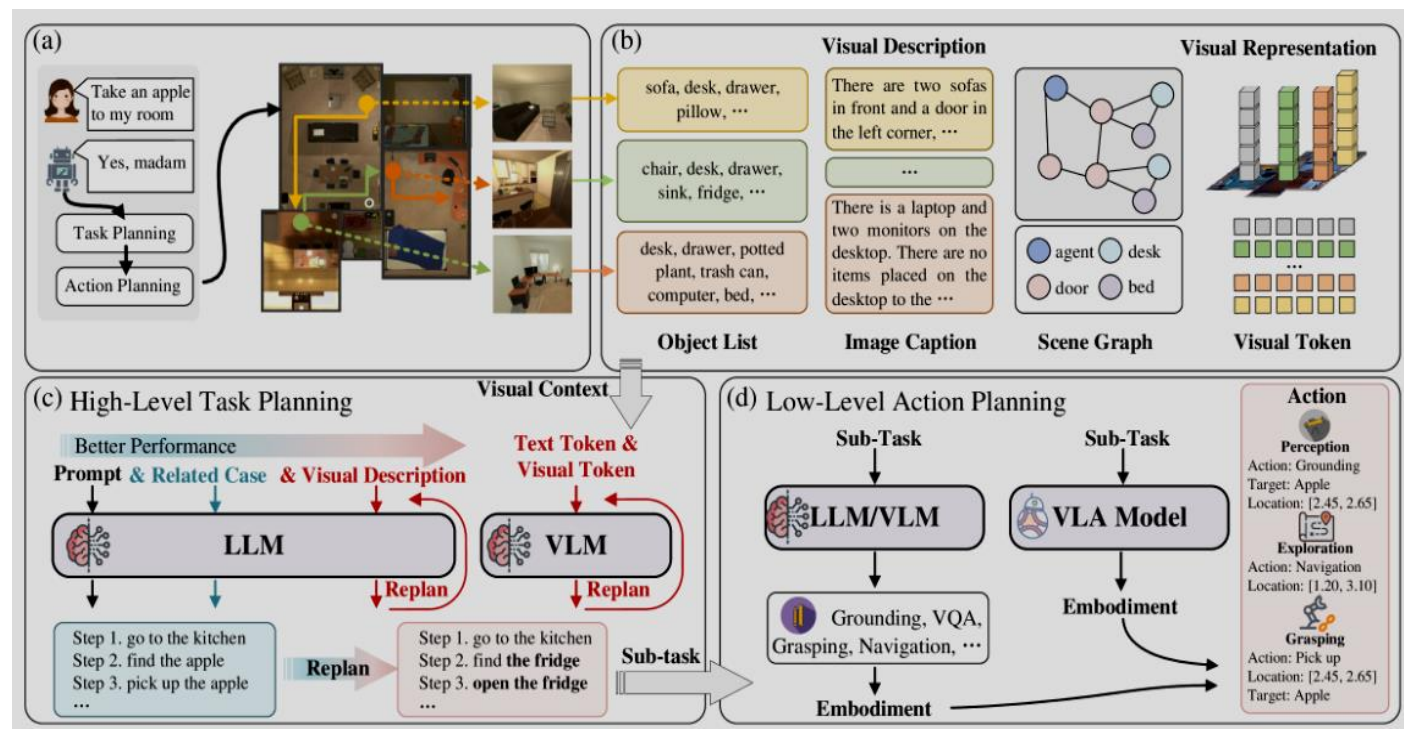 (a)
Take an apple
to my room
Yes, madam
Task Planning
Action Planning
(b)
Visual Description
Visual Representation
sofa, desk, drawer,
pillow, ···
chair, desk, drawer,
sink, fridge, ···
desk, drawer, potted
plant, trash can,
computer, bed, ···
Object List
There are two sofas
in front and a door in
the left corner, ···
···
There is a laptop and
two monitors on the
desktop. There are no
items placed on the
desktop to the ···
Image Caption
agent
desk
door
bed
Scene Graph
...
Visual Token
Visual Context
(c) High-Level Task Planning
Better Performance
Prompt & Related Case & Visual Description
Text Token &
Visual Token
LLM
VLM
Replan
Replan
Step 1. go to the kitchen
Step 2. find the apple
Step 3. pick up the apple
...
Replan
Step 1. go to the kitchen
Step 2. find the fridge
Step 3. open the fridge
...
Sub-task
(d) Low-Level Action Planning
Sub-Task
LLM/VLM
Grounding, VQA,
Grasping, Navigation, ···
Embodiment
Sub-Task
VLA Model
Embodiment
Action
Perception
Action: Grounding
Target: Apple
Location: [2.45, 2.65]
Exploration
Action: Navigation
Location: [1.20, 3.10]
Grasping
Action: Pick up
Location: [2.45, 2.65]
Target: Apple